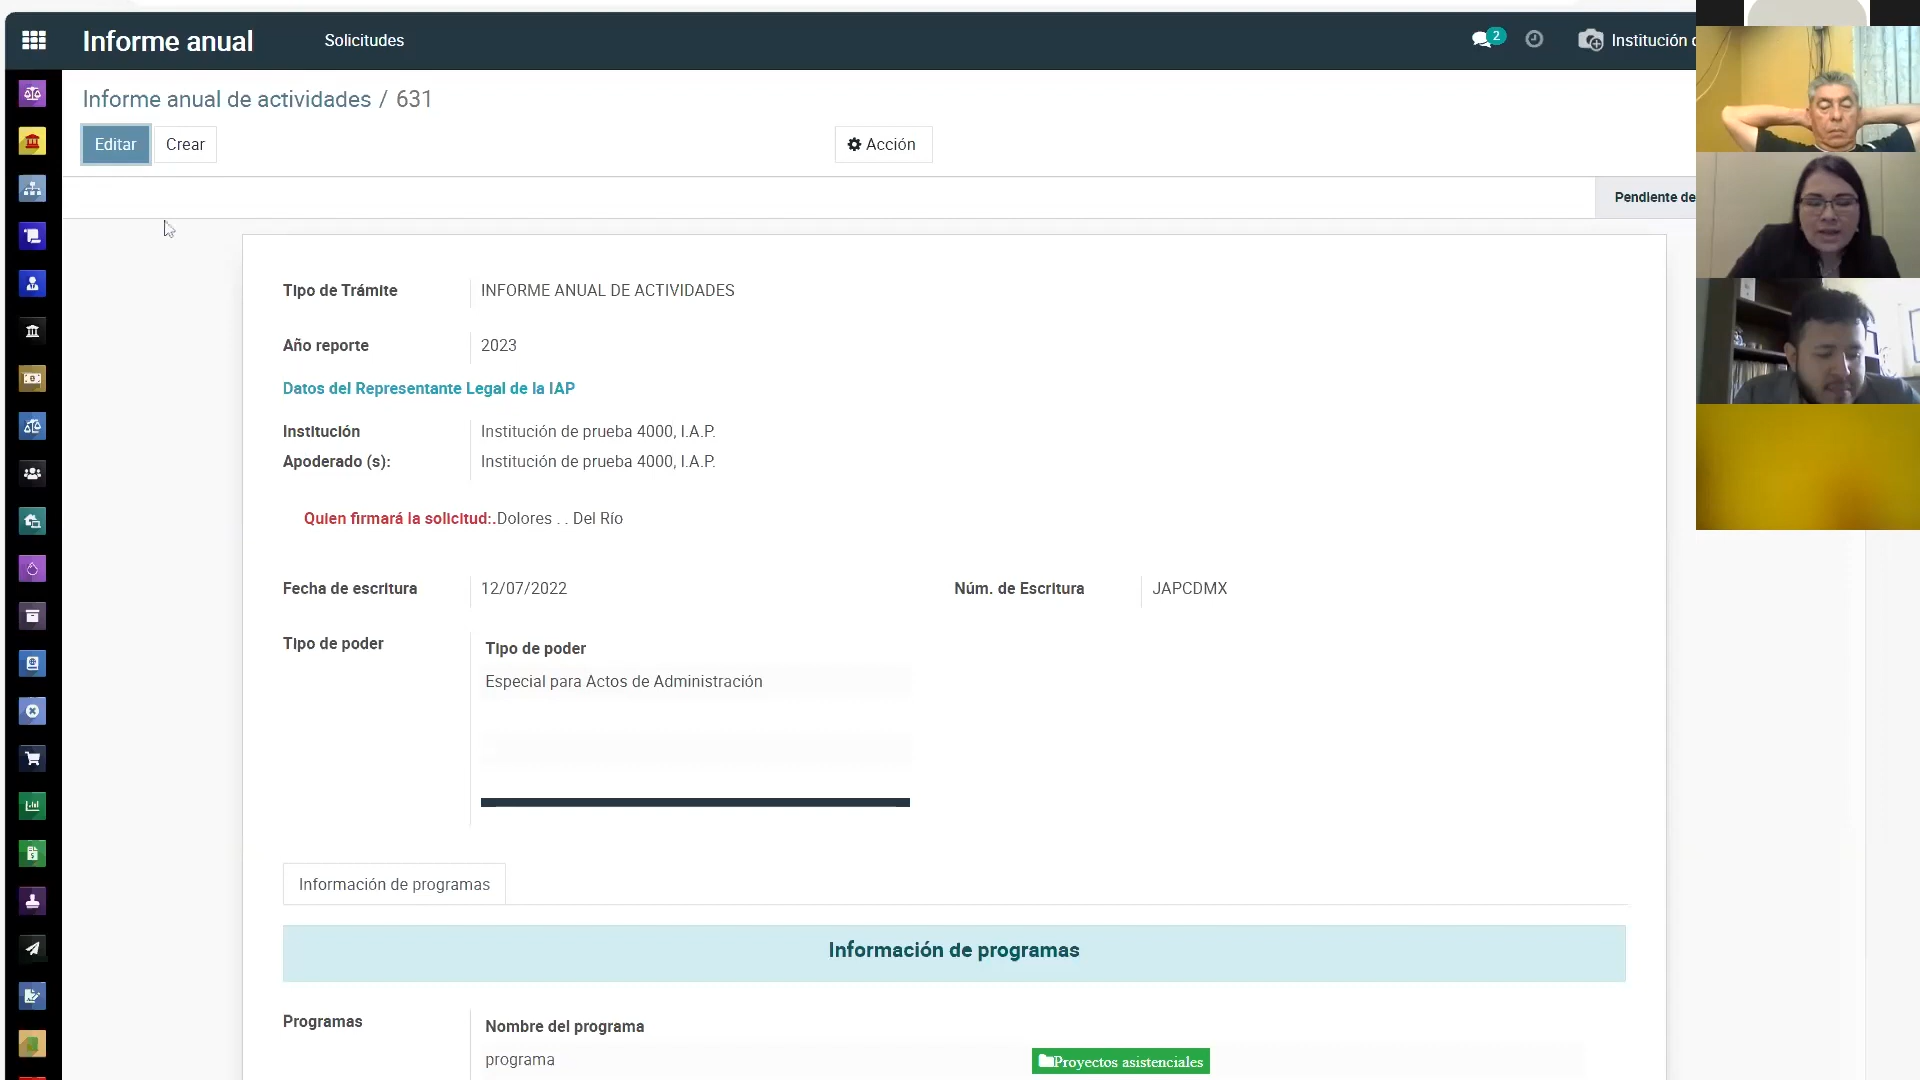 Informe anual
Solicitudes
2
Institución
Informe anual de actividades / 631
Editar
Crear
Acción
Pendiente de
Tipo de Trámite
INFORME ANUAL DE ACTIVIDADES
Año reporte
2023
Datos del Representante Legal de la IAP
Institución
Institución de prueba 4000, I.A.P.
Apoderado (s):
Institución de prueba 4000, I.A.P.
Quien firmará la solicitud:.Dolores . . Del Río
Fecha de escritura
12/07/2022
Núm. de Escritura
JAPCDMX
Tipo de poder
Tipo de poder
Especial para Actos de Administración
Información de programas
Información de programas
Programas
Nombre del programa
programa
Proyectos asistenciales